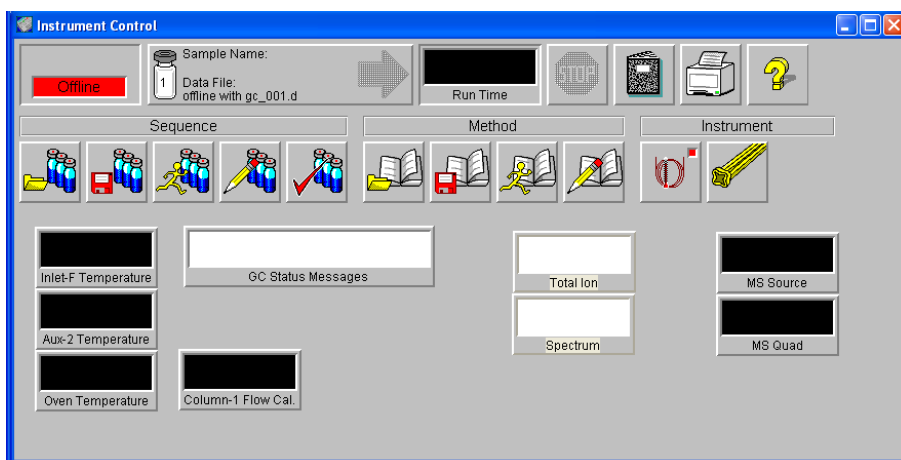 Instrument Control
Offline
1
Sample Name:
Data File:
offline with gc_001.d
Run Time
STOP
Sequence
Method
Instrument
Inlet-F Temperature
GC Status Messages
Total Ion
MS Source
Aux-2 Temperature
Spectrum
MS Quad
Oven Temperature
Column-1 Flow Cal.